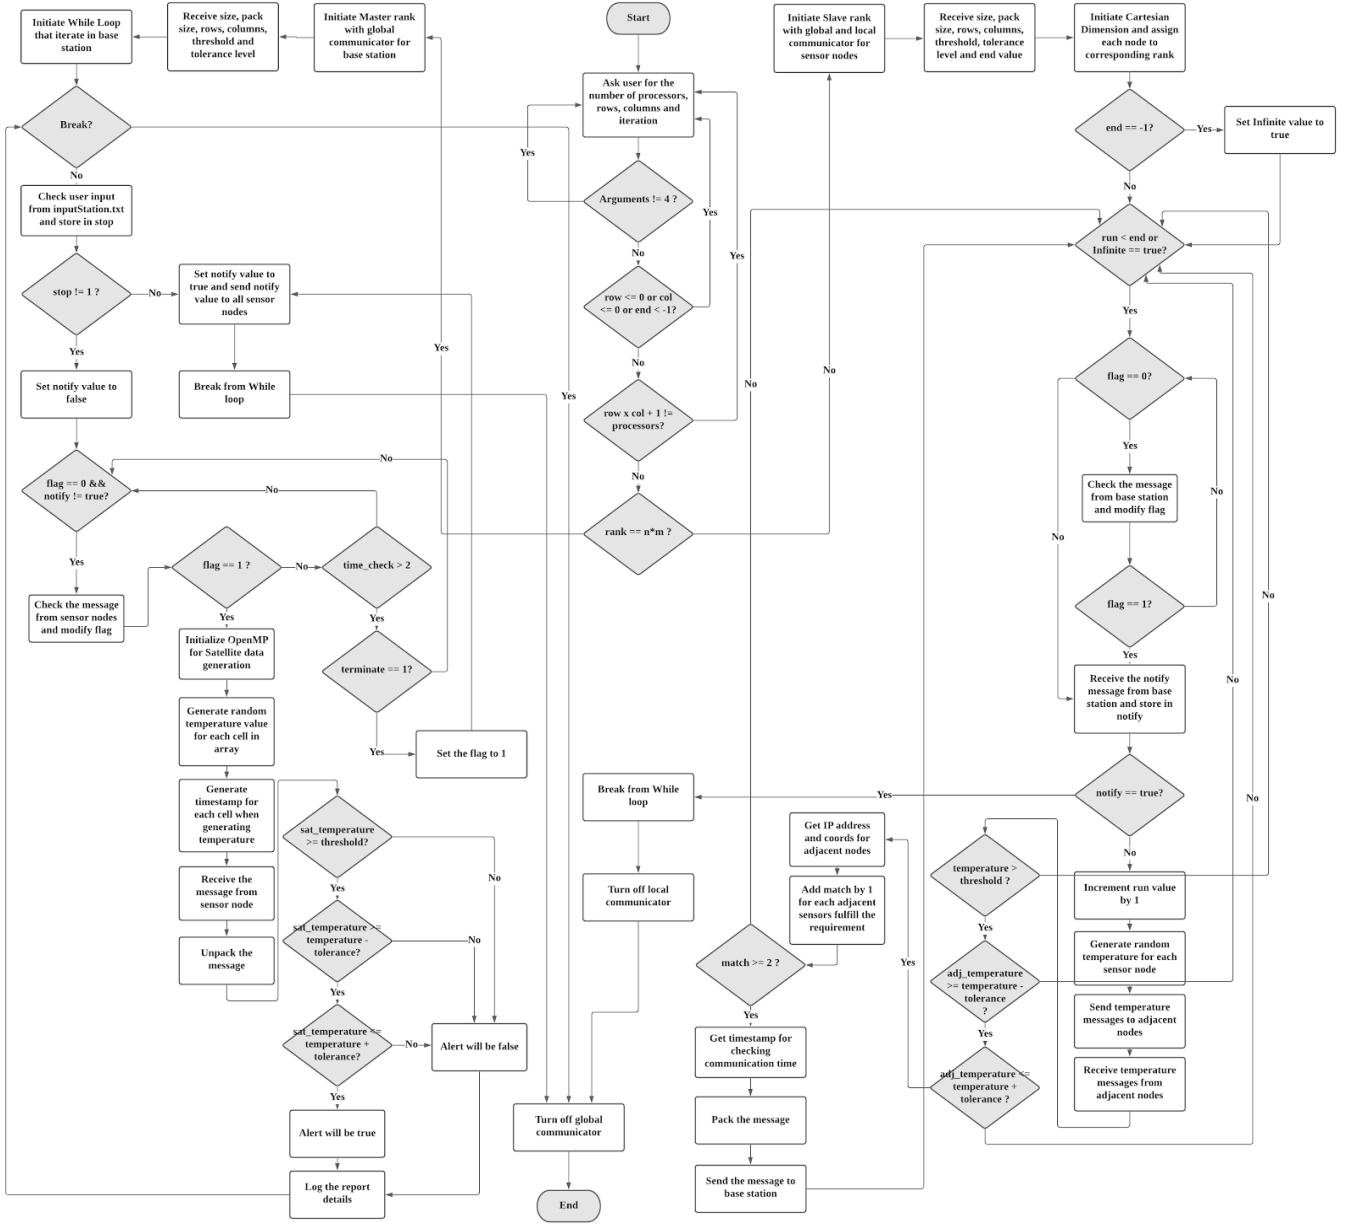 Initiate While Loop
that iterate in base
station
Receive size, pack
size, rows, columns,
threshold and
tolerance level
Initiate Master rank
with global
communicator for
base station
Start
Initiate Slave rank
with global and local
communicator for
sensor nodes
Receive size, pack
size, rows, columns,
threshold, tolerance
level and end value
Initiate Cartesian
Dimension and assign
each node to
corresponding rank
Ask user for the
number of processors,
rows, columns and
iteration
Break?
end == -1?
Yes
Set Infinite value to
true
Yes
No
No
Check user input
from inputStation.txt
and store in stop
Arguments != 4 ?
Yes
Yes
No
run < end or
Infinite == true?
stop != 1 ?
No
Set notify value to
true and send notify
value to all sensor
nodes
row <= 0 or col
<= 0 or end < -1?
Yes
Yes
Yes
No
No
No
flag == 0?
Set notify value to
false
Break from While
loop
Yes
row x col + 1 !=
processors?
Yes
No
No
flag == 0 &&
notify != true?
No
Check the message
from base station
and modify flag
No
rank == n*m ?
No
Yes
flag == 1 ?
No
time_check > 2
Check the message
from sensor nodes
and modify flag
flag == 1?
No
Yes
Yes
Initialize OpenMP
for Satellite data
generation
terminate == 1?
Yes
Receive the notify
message from base
station and store in
notify
No
Generate random
temperature value
for each cell in
array
Yes
Set the flag to 1
Generate
timestamp for
each cell when
generating
temperature
Break from While
loop
Yes
notify == true?
No
sat_temperature
>= threshold?
Get IP address
and coords for
adjacent nodes
No
temperature >
threshold ?
Receive the
message from
sensor node
Yes
No
Turn off local
communicator
Add match by 1
for each adjacent
sensors fulfill the
requirement
Increment run value
by 1
Yes
Unpack the
message
sat_temperature >=
temperature -
tolerance?
No
match >= 2 ?
Yes
Generate random
temperature for each
sensor node
adj_temperature
>= temperature -
tolerance
?
Yes
Yes
Send temperature
messages to adjacent
nodes
Yes
sat_temperature <=
temperature +
tolerance?
No
Alert will be false
Get timestamp for
checking
communication time
adj_temperature <=
temperature +
tolerance ?
Receive temperature
messages from
adjacent nodes
Yes
Alert will be true
Turn off global
communicator
Pack the message
Log the report
details
End
Send the message to
base station